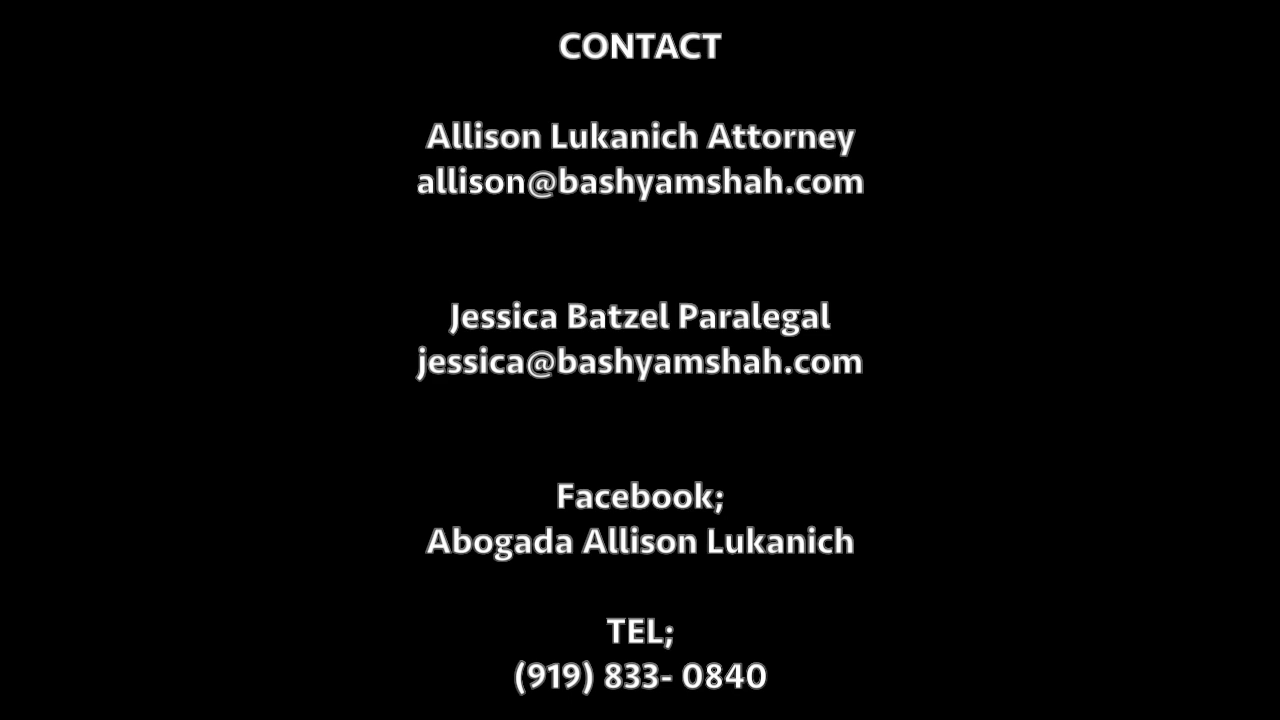 CONTACT
Allison Lukanich Attorney
allison@bashyamshah.com
Jessica Batzel Paralegal
jessica@bashyamshah.com
Facebook;
Abogada Allison Lukanich
TEL;
(919) 833- 0840